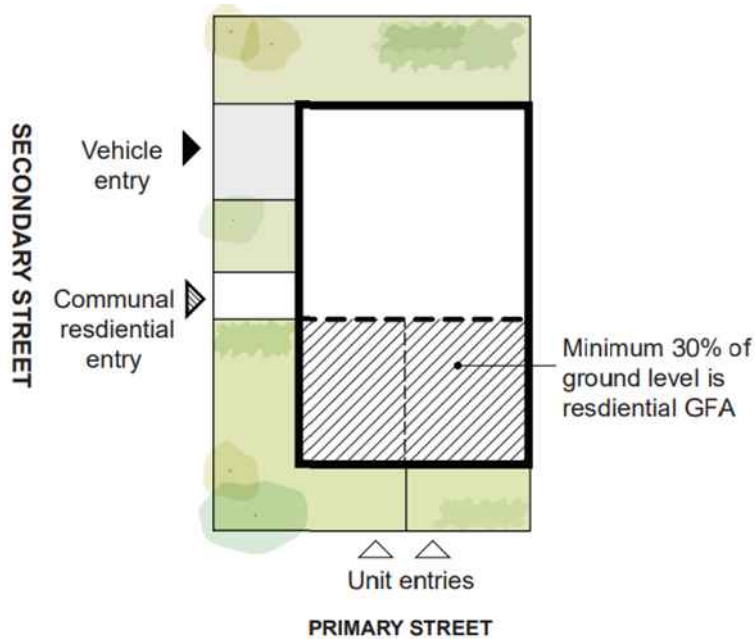 SECONDARY STREET
Vehicle
entry
Communal
resdiential
entry
Minimum 30% of
ground level is
resdiential GFA
Unit entries
PRIMARY STREET